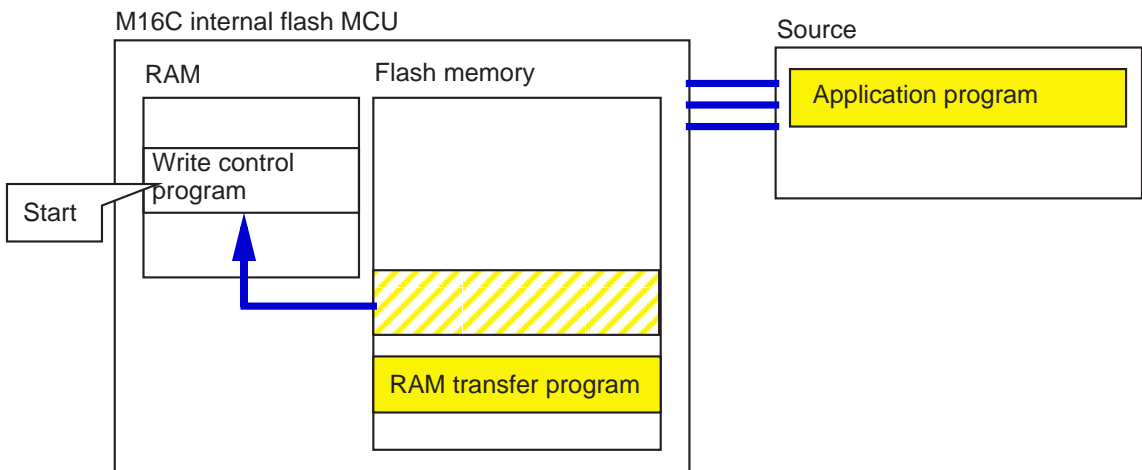 M16C internal flash MCU
Source
RAM
Flash memory
Application program
Write control
program
Start
RAM transfer program